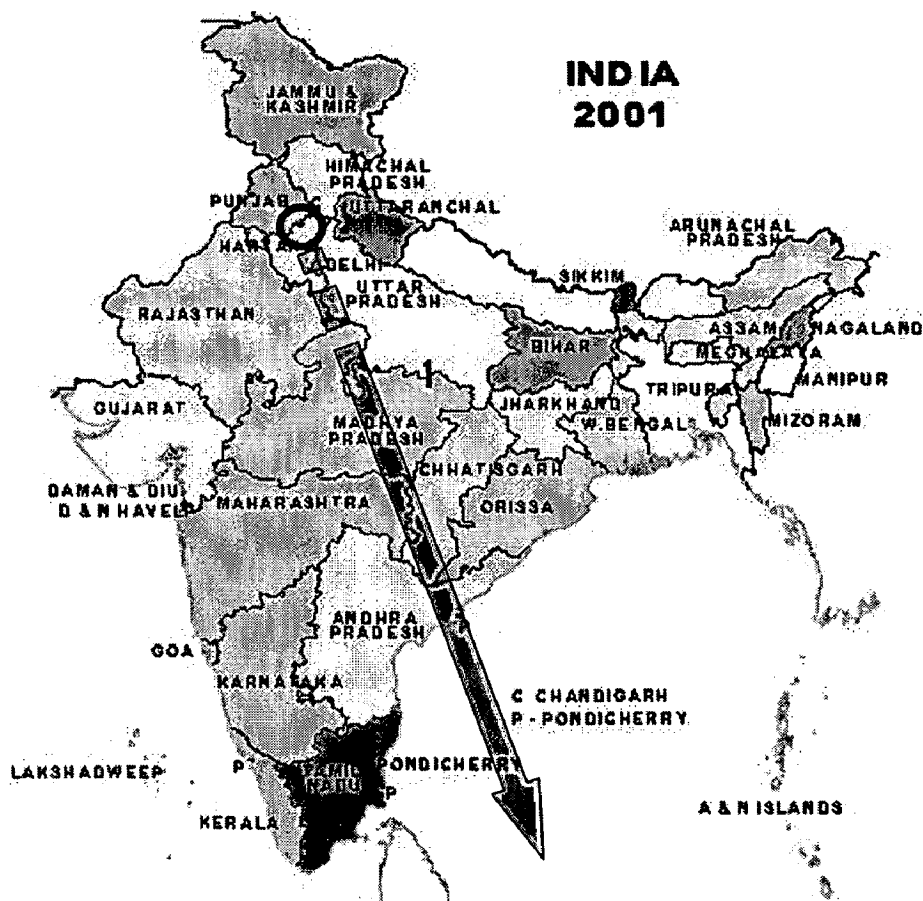 INDIA
2001
JAMMU &
KASHMIR
HIMACHAL
PRADESH
PUNJAB
C
UTTARANCHAL
ARUNACHAL
PRADESH
DELHI
SIKKIM
UTTAR
PRADESH
RAJASTHAN
ASSAM
NAGALAND
BIHAR
MEGHALAYA
MANIPUR
TRIPURA
GUJARAT
JHARKHAND
W.BENGAL
MIZORAM
MADHYA
PRADESH
CHHATISGARH
DAMAN & DIU
D & N HAVELI
MAHARASHTRA
ORISSA
ANDHRA
PRADESH
GOA
KARNATAKA
C CHANDIGARH
P - PONDICHERRY
LAKSHADWEEP
P
TAMIL
NADU
PONDICHERRY
P
A & N ISLANDS
KERALA